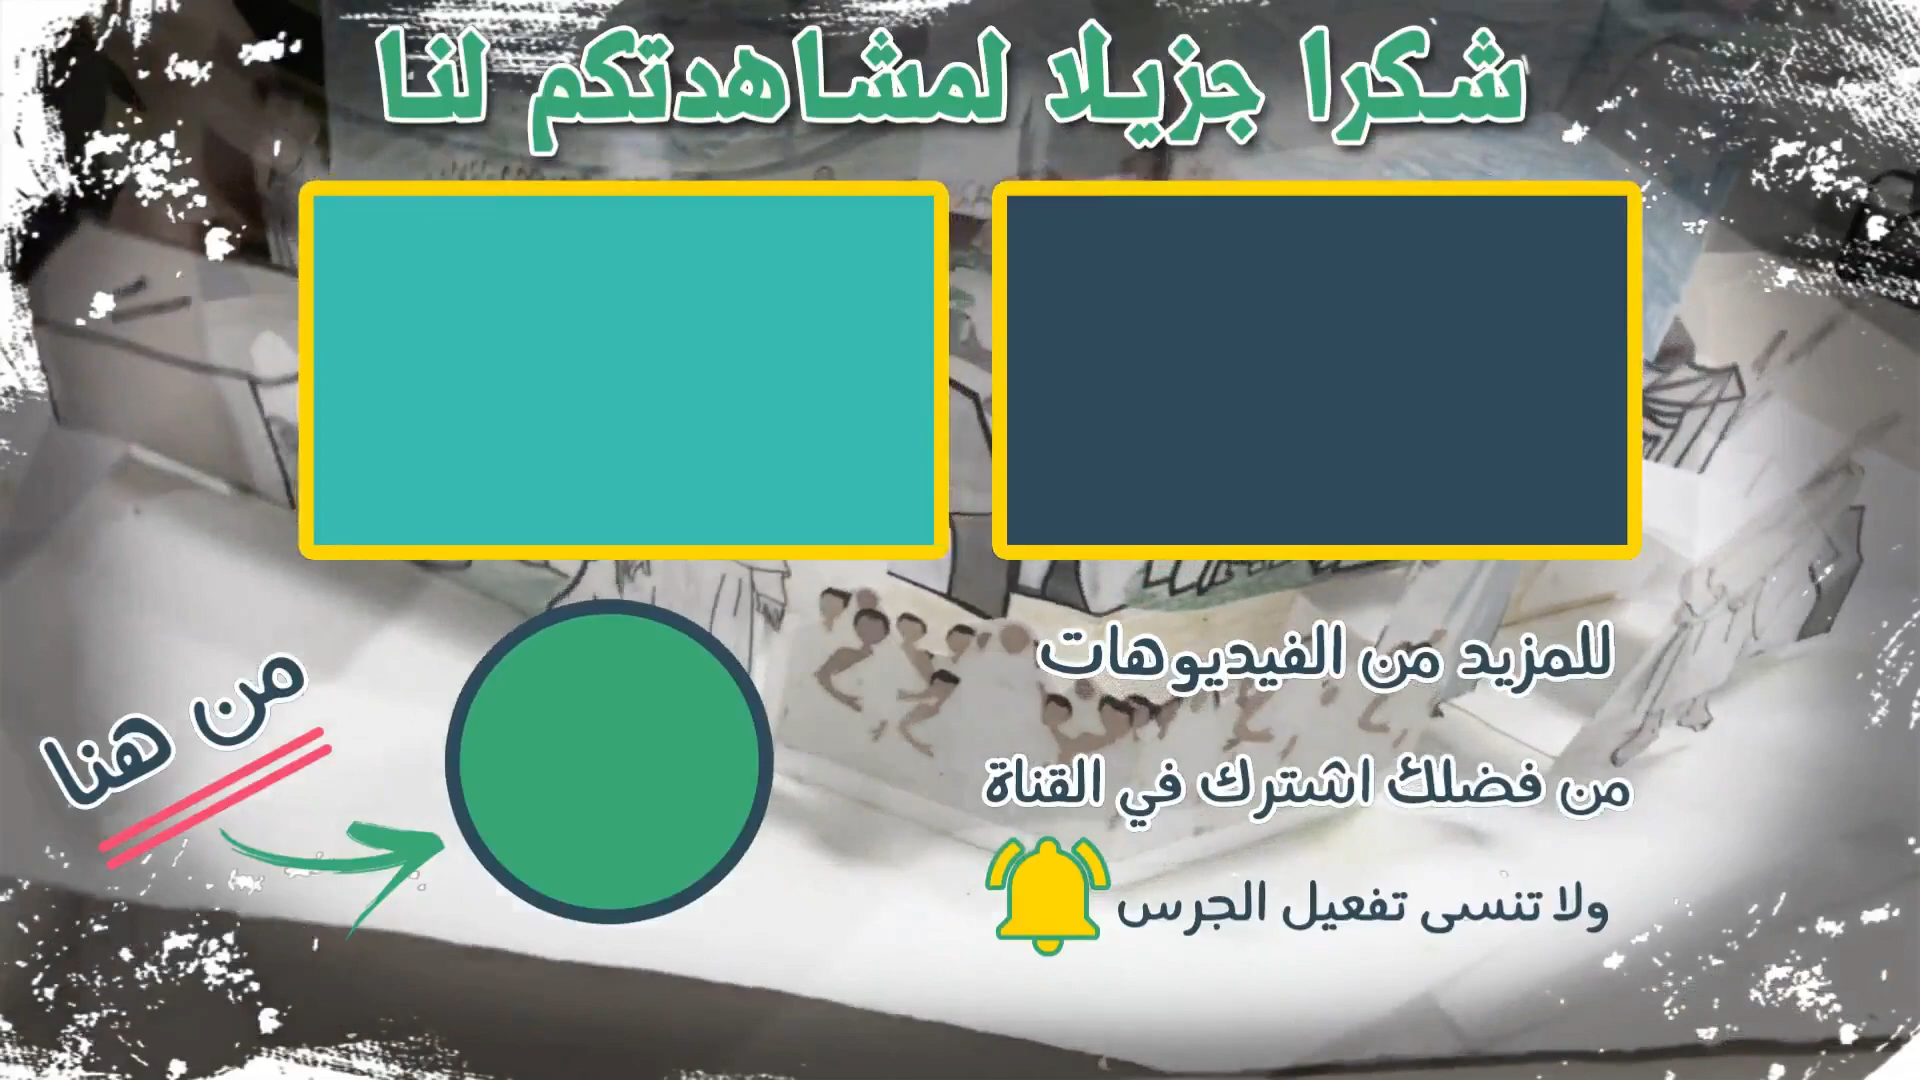 شكرا جزيلا لمشاهدتكم لنا
للمزيد من الفيديوهات
من هنا
من فضلك اشترك في القناة
ولا تنسى تفعيل الجرس